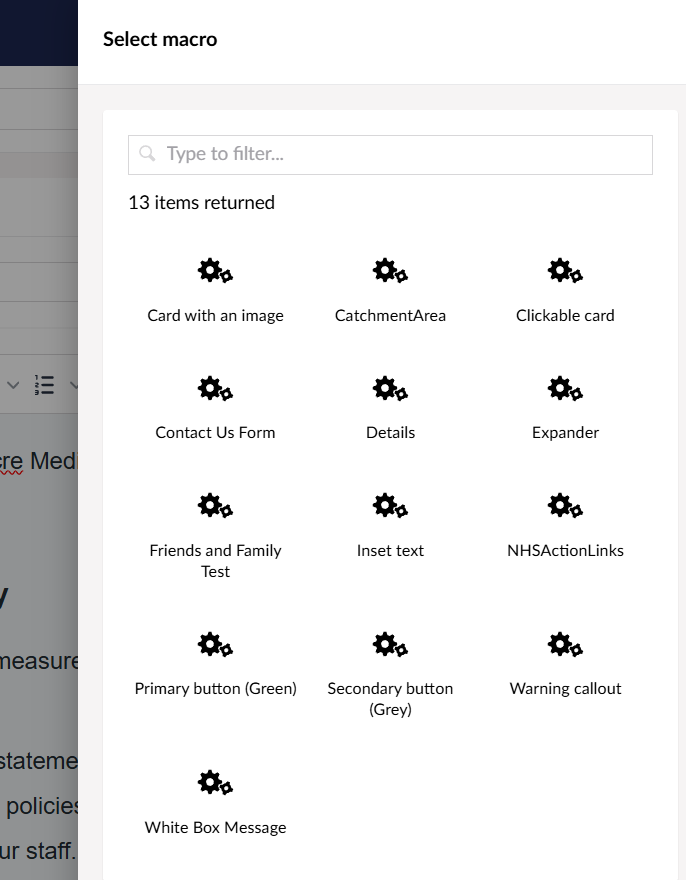 Select macro
Type to filter...
13 items returned
Card with an image
CatchmentArea
Clickable card
Contact Us Form
Details
Expander
Friends and Family
Test
Inset text
NHSActionLinks
Primary button (Green)
Secondary button
(Grey)
Warning callout
White Box Message
cre Medi
y
measure
stateme
policies
ur staff.